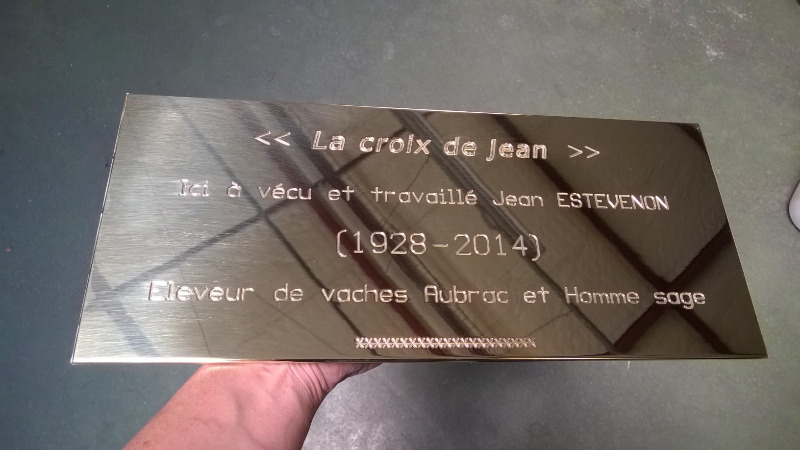 << La croix de Jean >>
Ici à vécu et travaillé Jean ESTEVENON
(1928-2014)
Eleveur de vaches Aubrac et Homme sage
xxxxxxxxxxxxxxxxxxxx